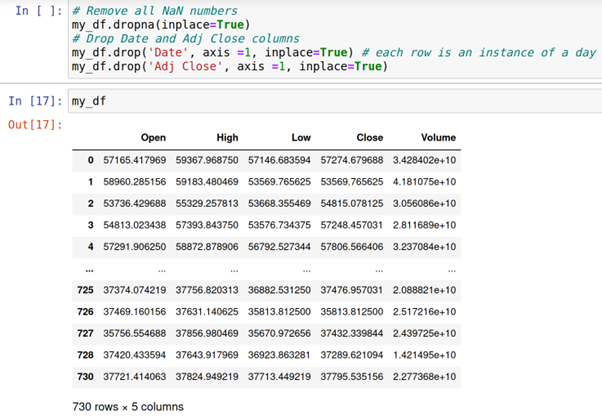 In [ ]: # Remove all NaN numbers
my_df.dropna(inplace=True)
# Drop Date and Adj Close columns
my_df.drop('Date', axis =1, inplace=True) # each row is an instance of a day
my_df.drop('Adj Close', axis =1, inplace=True)
In [17]: my_df
Out[17]:
Open High Low Close Volume
0 57165.417969 59367.968750 57146.683594 57274.679688 3.428402e+10
1 58960.285156 59183.480469 53569.765625 53569.765625 4.181075e+10
2 53736.429688 55329.257813 53668.355469 54815.078125 3.056086e+10
3 54813.023438 57393.843750 53576.734375 57248.457031 2.811689e+10
4 57291.906250 58872.878906 56792.527344 57806.566406 3.237084e+10
... ... ... ... ... ...
725 37374.074219 37756.820313 36882.531250 37476.957031 2.088821e+10
726 37469.160156 37631.140625 35813.812500 35813.812500 2.517216e+10
727 35756.554688 37856.980469 35670.972656 37432.339844 2.439725e+10
728 37420.433594 37643.917969 36923.863281 37289.621094 1.421495e+10
730 37721.414063 37824.949219 37713.449219 37795.535156 2.277368e+10
730 rows × 5 columns